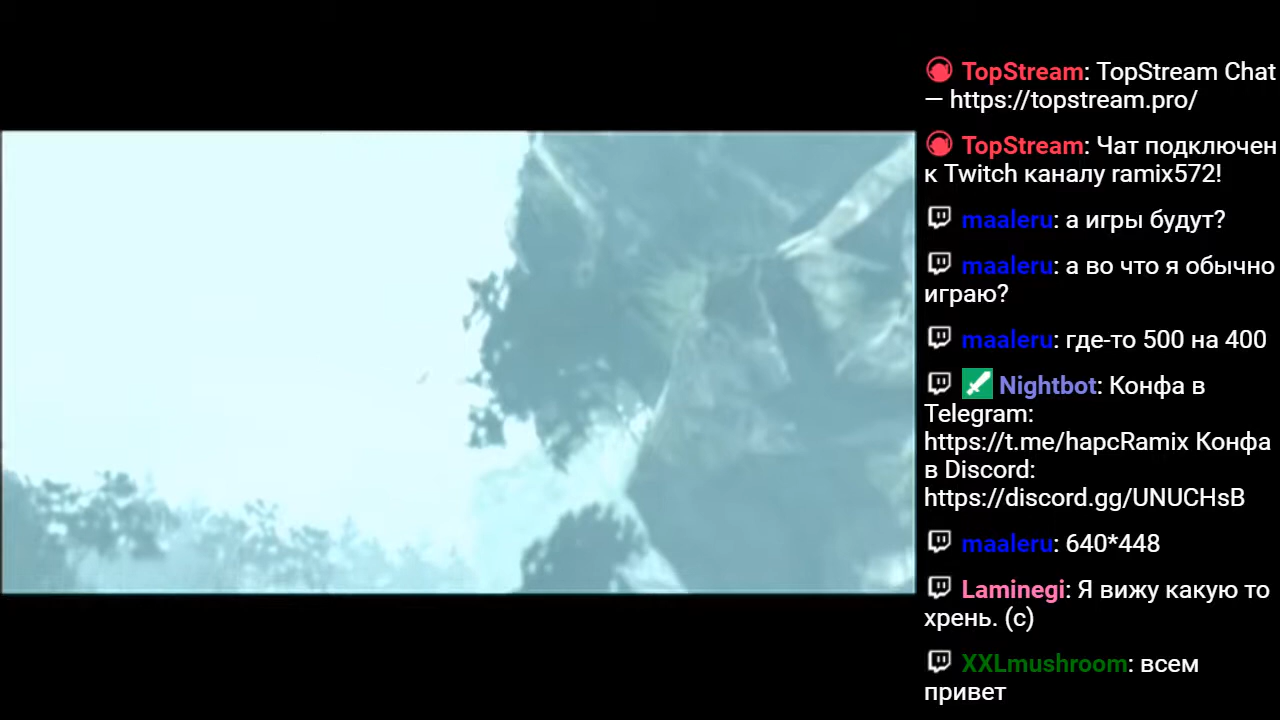 TopStream: TopStream Chat
— https://topstream.pro/
TopStream: Чат подключен
к Twitch каналу ramix572!
maaleru: а игры будут?
maaleru: а во что я обычно
играю?
maaleru: где-то 500 на 400
Nightbot: Конфа в
Telegram:
https://t.me/hapcRamix Конфа
в Discord:
https://discord.gg/UNUCHsB
maaleru: 640*448
Laminegi: Я вижу какую то
хрень. (с)
XXLmushroom: всем
привет